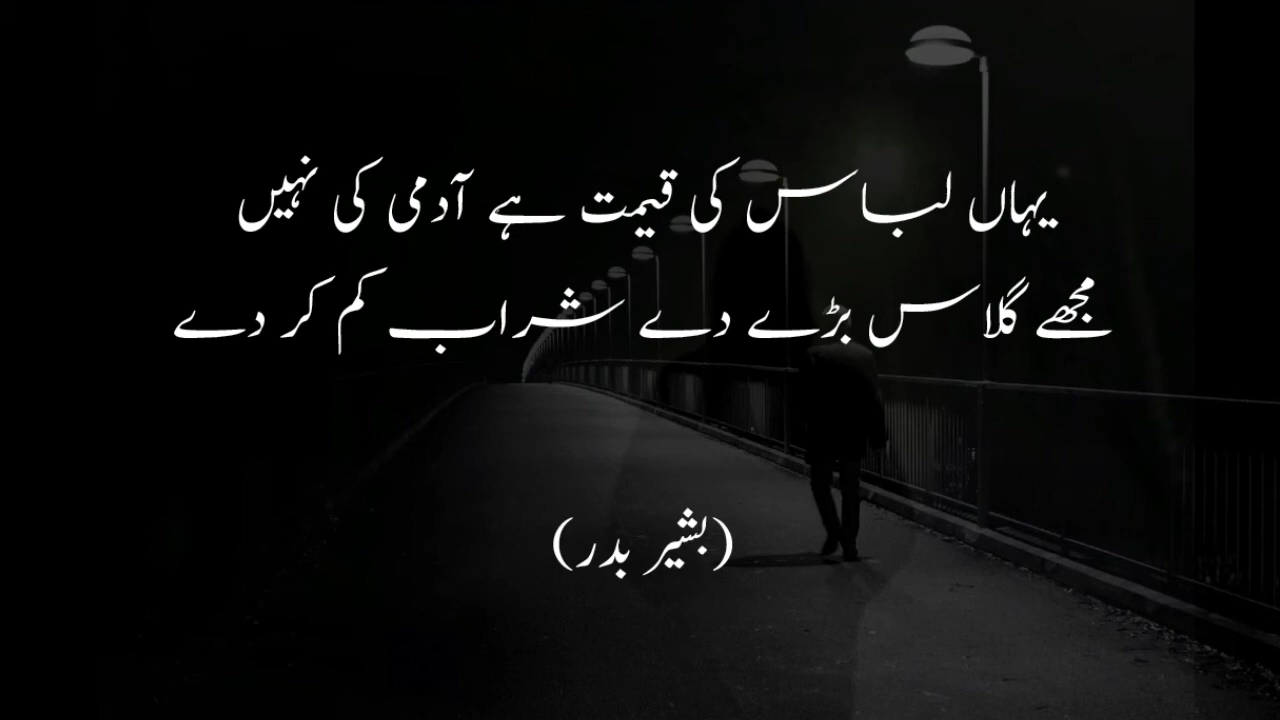 یہاں لباس کی قیمت ہے آدمی کی نہیں
مجھے گلاس بڑے دے شراب کم کر دے
(بشیر بدر)